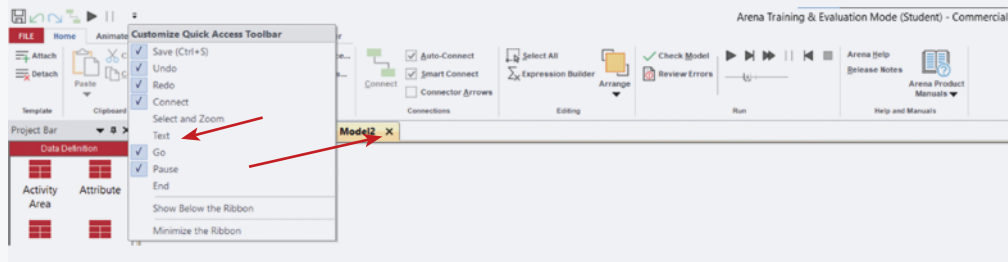 Arena Training & Evaluation Mode (Student) - Commercial
FILE
Home
Animate
Attach
Detach
Template
Paste
Clipboard
Customize Quick Access Toolbar
Save (Ctrl+S)
Undo
Redo
Connect
Select and Zoom
Text
Go
Pause
End
Show Below the Ribbon
Minimize the Ribbon
Connect
Auto-Connect
Smart Connect
Connector Arrows
Connections
Select All
Expression Builder
Arrange
Editing
Check Model
Review Errors
Run
Arena Help
Release Notes
Arena Product
Manuals
Help and Manuals
Project Bar
Model2
Data Definition
Activity
Area
Attribute